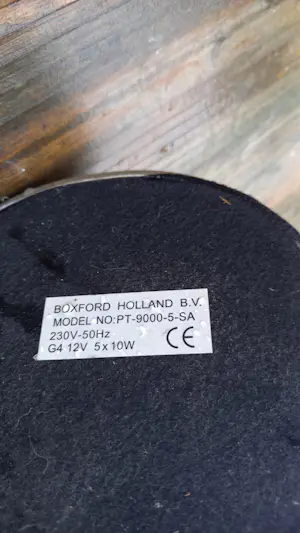 BOXFORD HOLLAND B.V.
MODEL NO:PT-9000-5-SA
230V-50Hz
G4 12V 5x10W CE